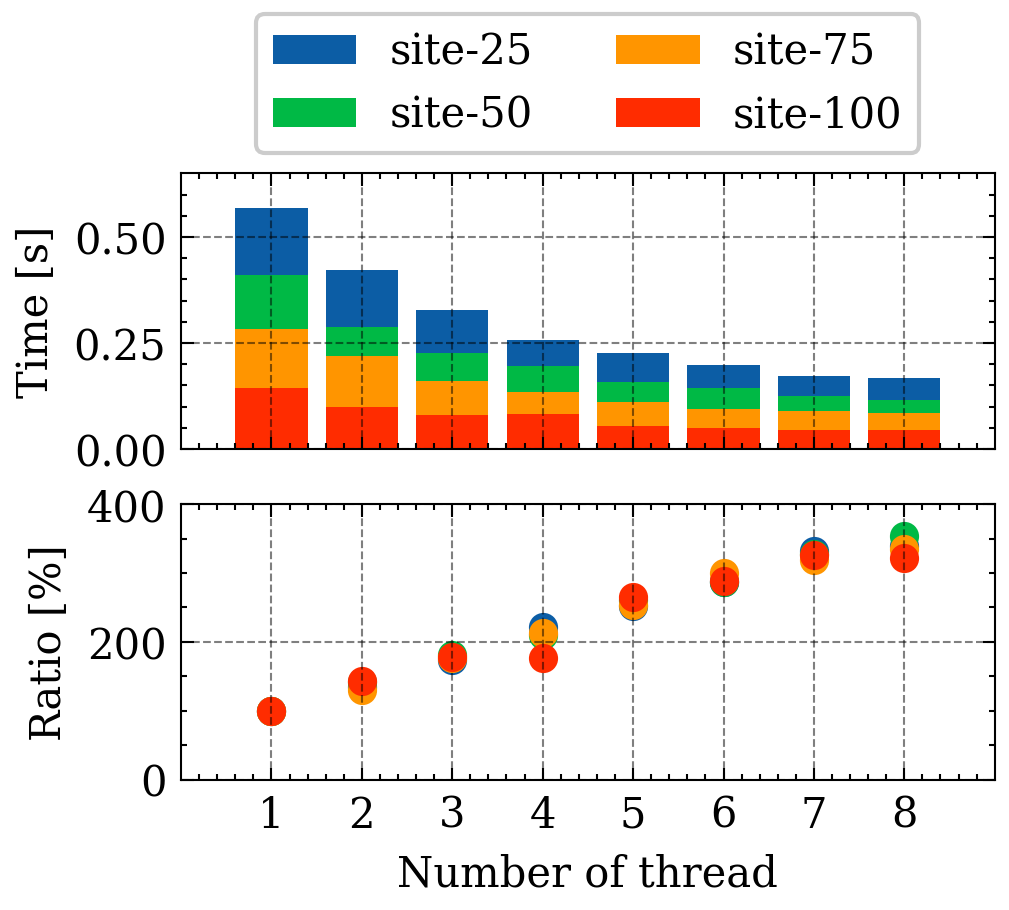 site-25
site-50
site-75
site-100
Time [s]
0.50
0.25
0.00
Ratio [%]
400
200
0
1 2 3 4 5 6 7 8
Number of thread